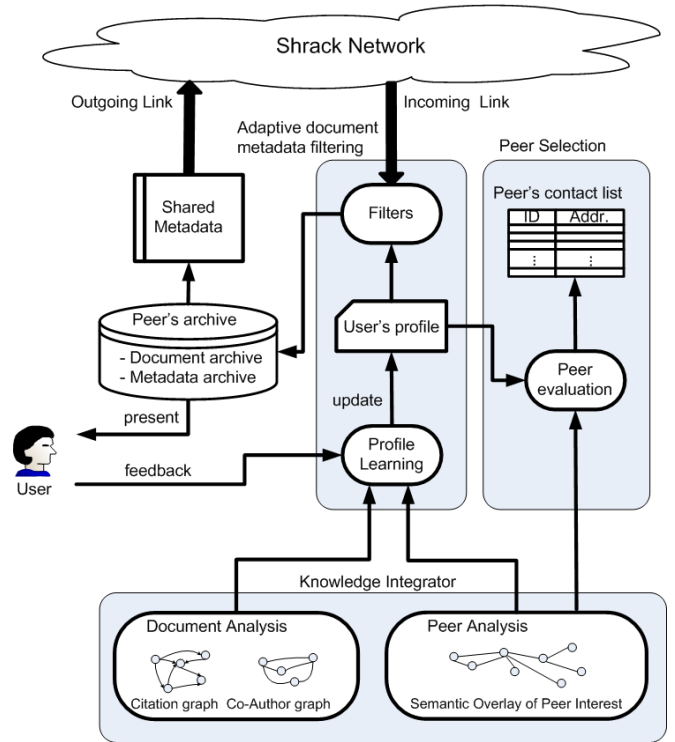 Shrack Network
Outgoing Link
Incoming Link
Adaptive document
metadata filtering
Peer Selection
Shared
Metadata
Filters
Peer's contact list
ID Addr.
Peer's archive
- Document archive
- Metadata archive
User's profile
Peer
evaluation
present
update
User
feedback
Profile
Learning
Knowledge Integrator
Document Analysis
Peer Analysis
Citation graph
Co-Author graph
Semantic Overlay of Peer Interest